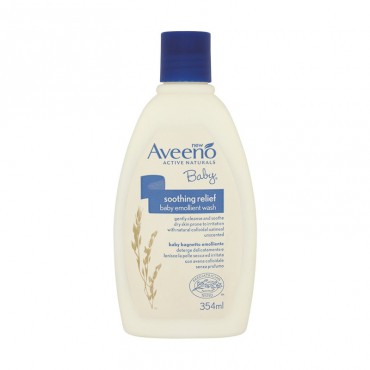 new
Aveeno
ACTIVE NATURALS
Baby
soothing relief
baby emollient wash
gently cleanse and soothe
dry skin prone to irritation
with natural colloidal oatmeal
unscented
baby bagnetto emolliente
deterge delicatamente e
lenisce la pelle secca ed irritata
con avena colloidale
senza profumo
354ml